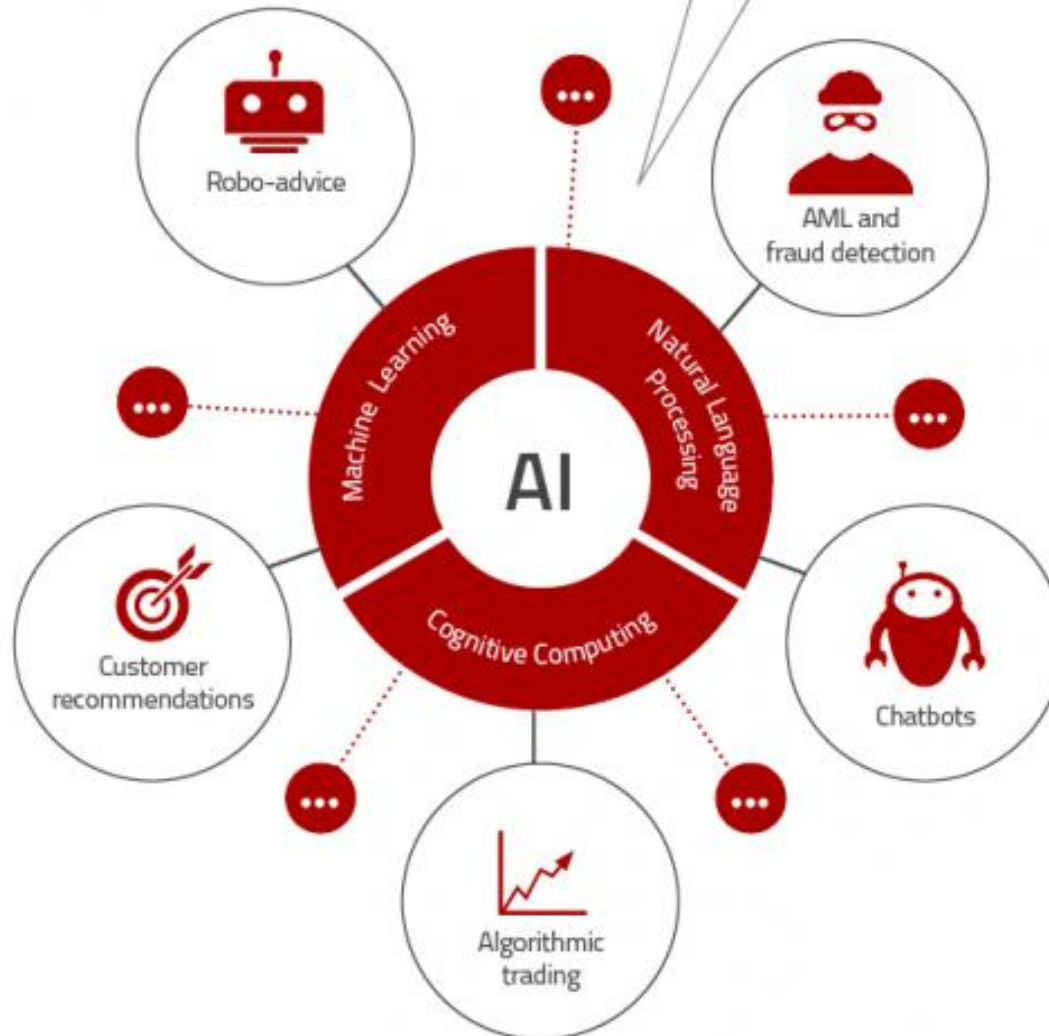 Robo-advice
AML and
fraud detection
Machine Learning
Natural Language
Processing
AI
Cognitive Computing
Customer
recommendations
Chatbots
Algorithmic
trading